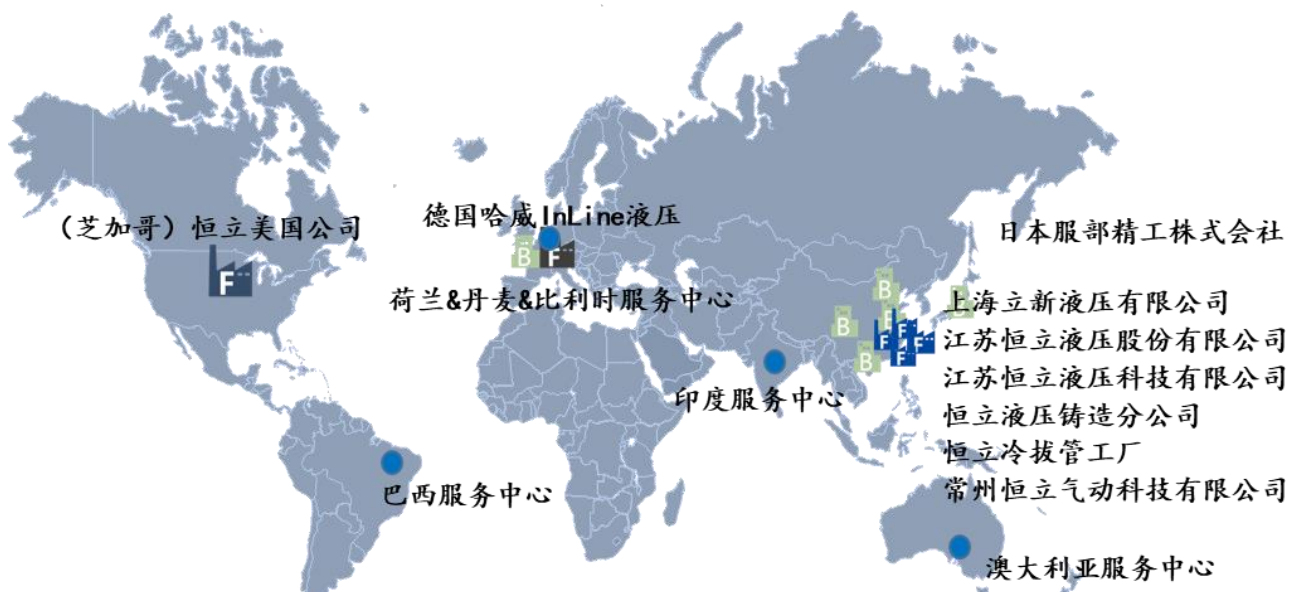 德国哈威InLine液压
(芝加哥)恒立美国公司
F
B
F
荷兰&丹麦&比利时服务中心
日本服部精工株式会社
B
B
B
B
B
F
F
F
F
上海立新液压有限公司
江苏恒立液压股份有限公司
江苏恒立液压科技有限公司
恒立液压铸造分公司
恒立冷拔管工厂
常州恒立气动科技有限公司
印度服务中心
巴西服务中心
澳大利亚服务中心